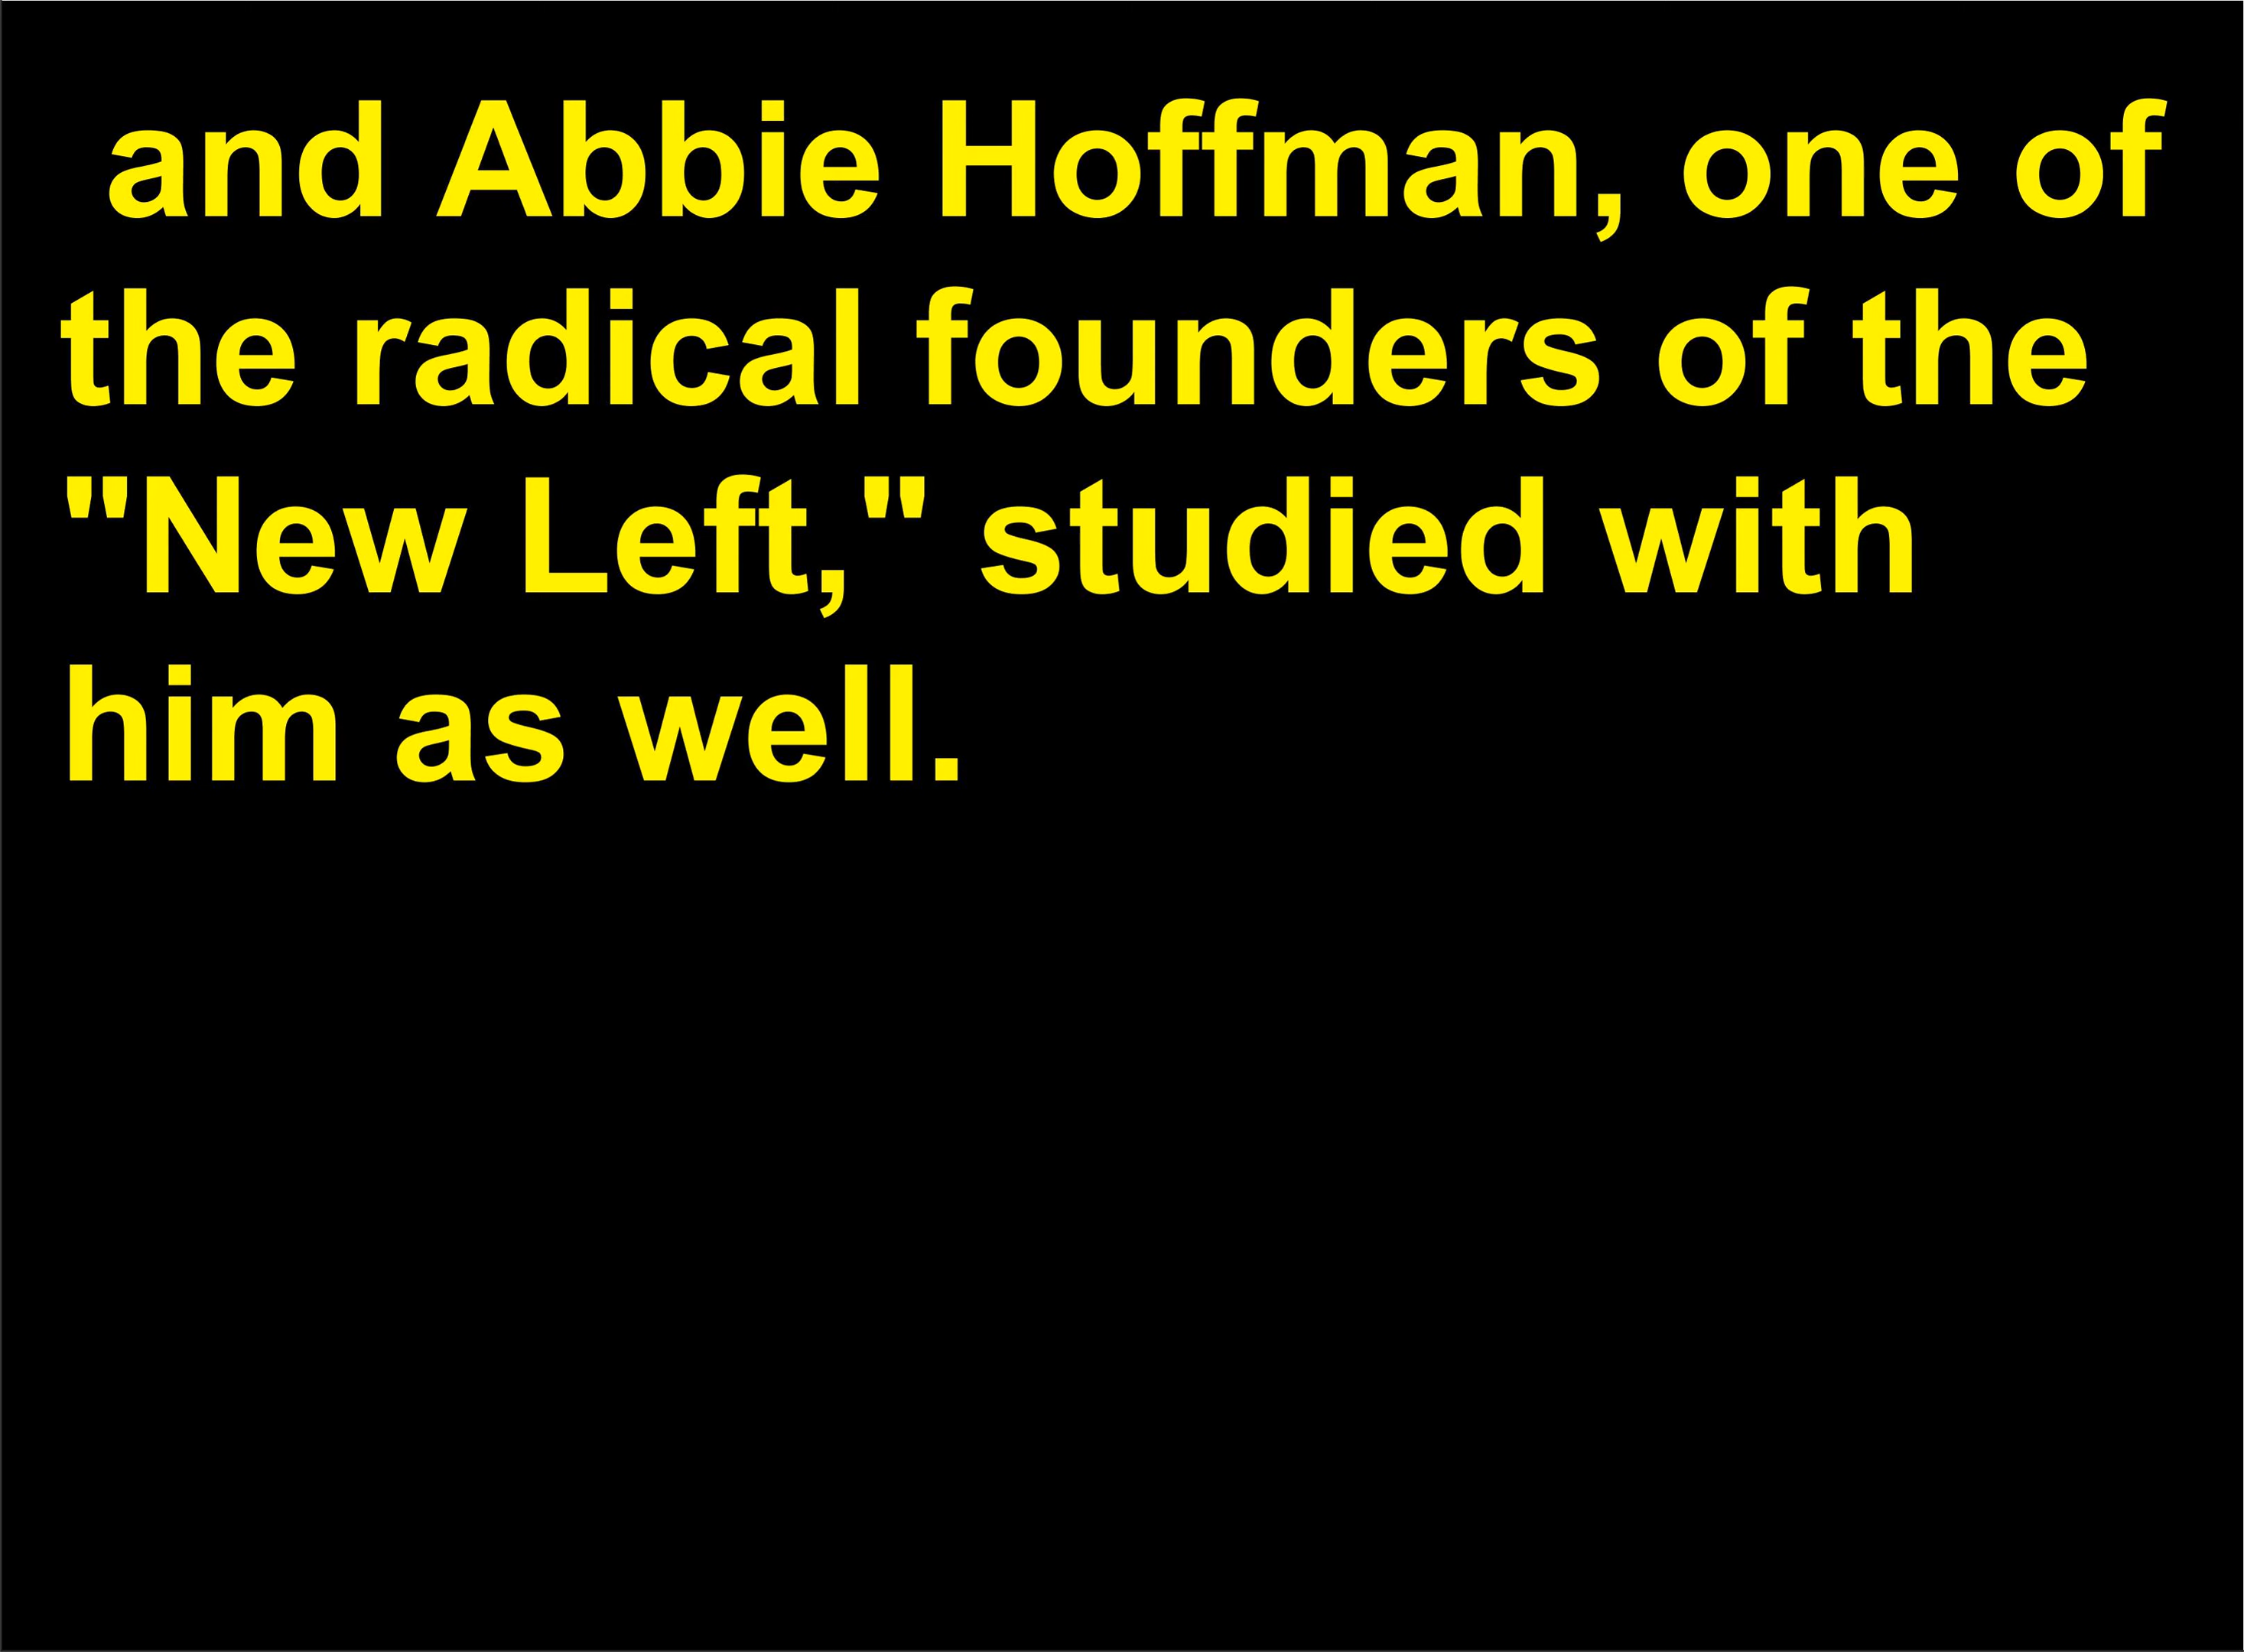 and Abbie Hoffman, one of
the radical founders of the
"New Left," studied with
him as well.